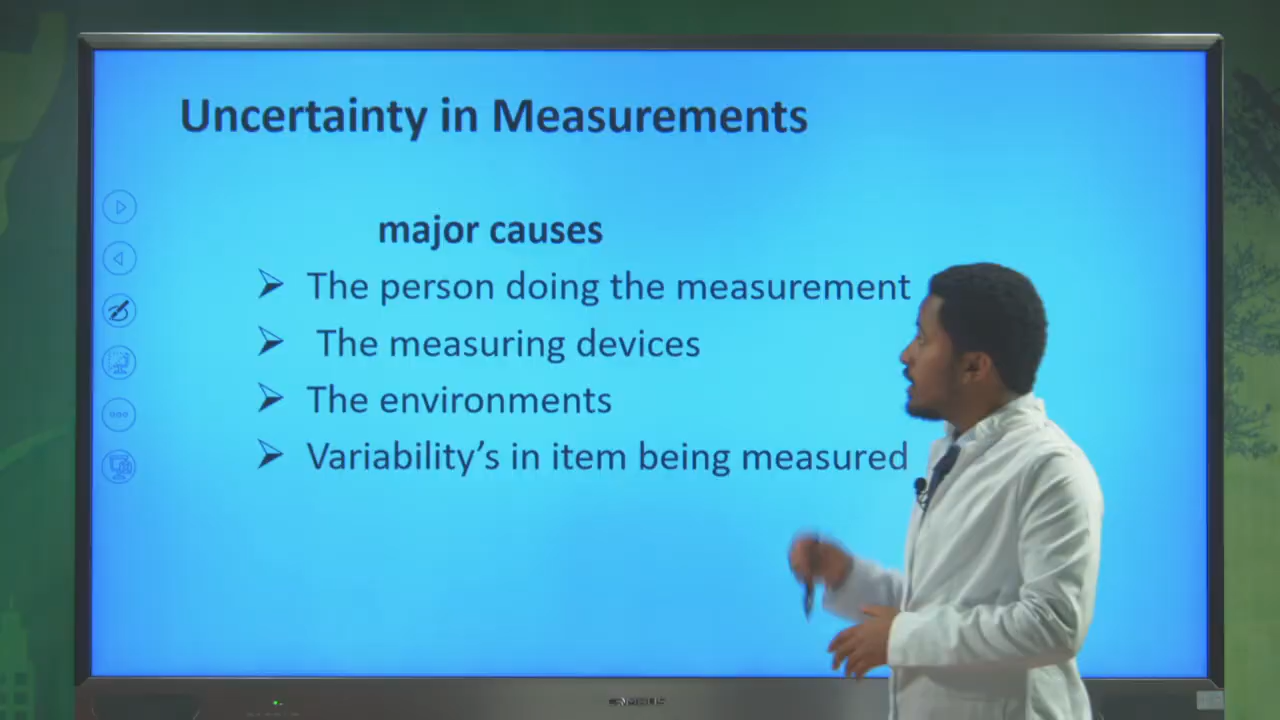 Uncertainty in Measurements
major causes
➢ The person doing the measurement
➢ The measuring devices
➢ The environments
➢ Variability’s in item being measured